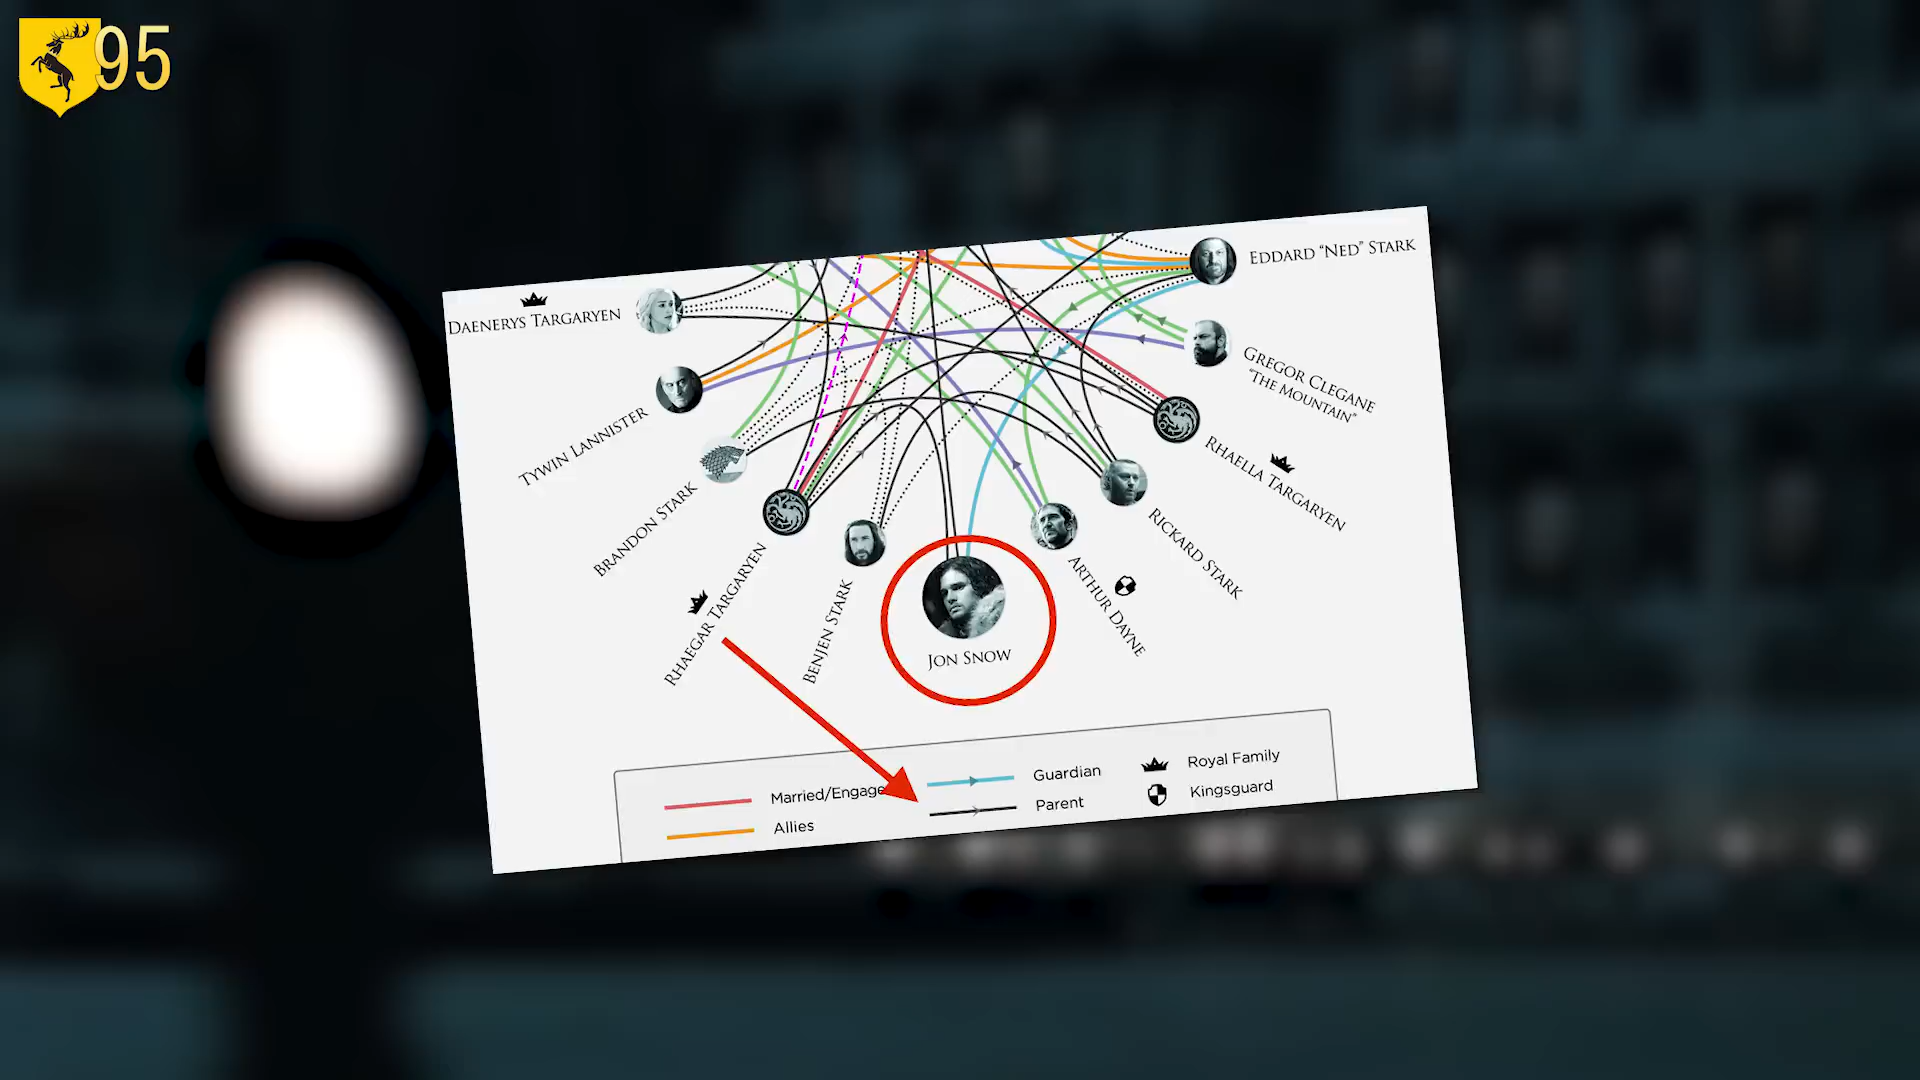 95
EDDARD “NED” STARK
DAENERYS TARGARYEN
GREGOR CLEGANE
“THE MOUNTAIN”
TYWIN LANNISTER
RHAELLA TARGARYEN
BRANDON STARK
RICKARD STARK
RHAEGAR TARGARYEN
BENJEN STARK
ARTHUR DAYNE
JON SNOW
Married/Engage
Guardian
Royal Family
Allies
Parent
Kingsguard